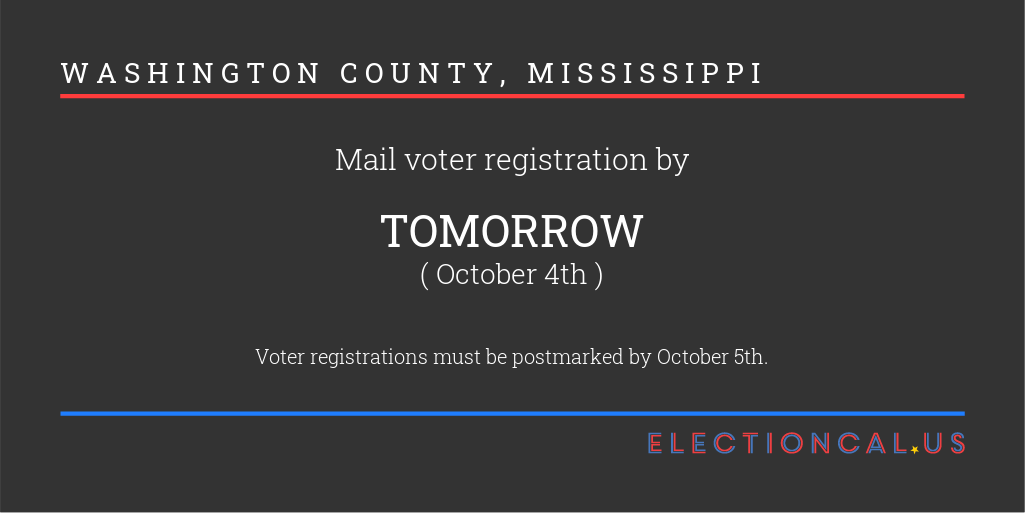 WASHINGTON COUNTY, MISSISSIPPI
Mail voter registration by
TOMORROW
( October 4th )
Voter registrations must be postmarked by October 5th.
ELECTIONCAL.US